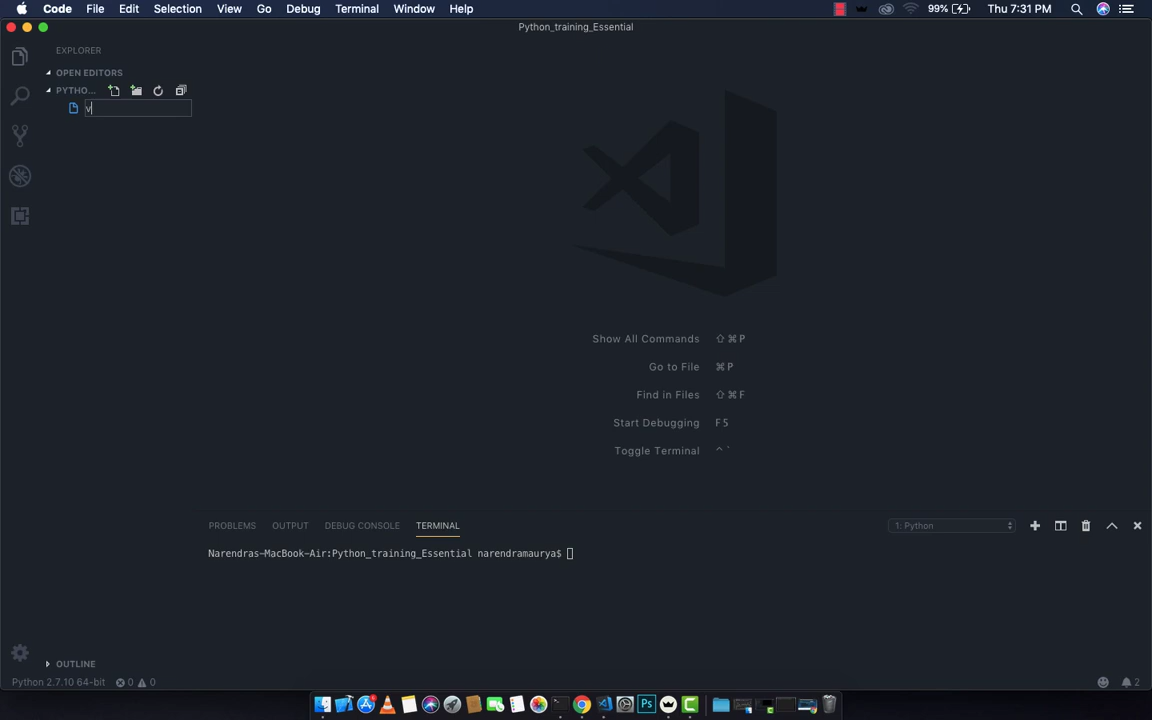 Code File Edit Selection View Go Debug Terminal Window Help 99% Thu 7:31 PM
Python_training_Essential
EXPLORER
OPEN EDITORS
PYTHO...
v
Show All Commands ⇧⌘P
Go to File ⌘P
Find in Files ⇧⌘F
Start Debugging F5
Toggle Terminal ^`
PROBLEMS OUTPUT DEBUG CONSOLE TERMINAL 1: Python
Narendras-MacBook-Air:Python_training_Essential narendramaurya$
OUTLINE
Python 2.7.10 64-bit 0 0 2
Ps